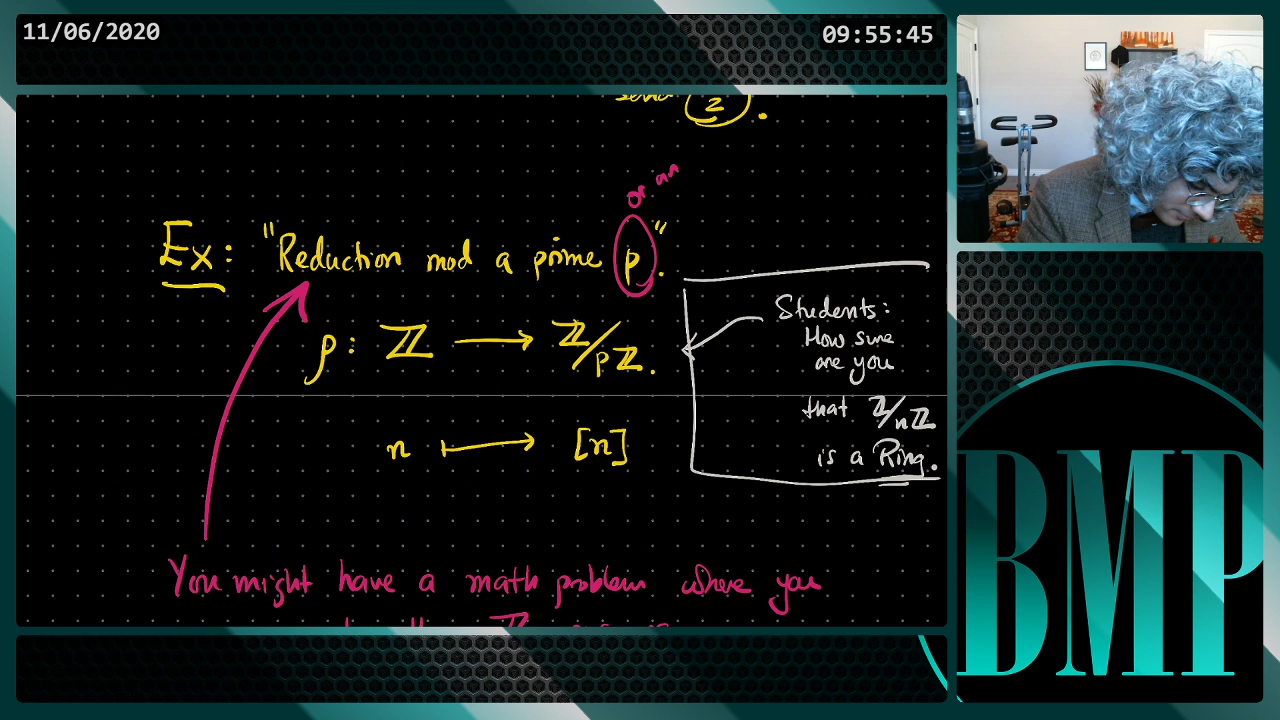 11/06/2020
09:55:45
2
or an
Ex: "Reduction mod a prime p".
ρ: ℤ → ℤ/pℤ.
n ↦ [n]
Students:
How sure
are you
that ℤ/nℤ
is a Ring.
You might have a math problem where you
BMP